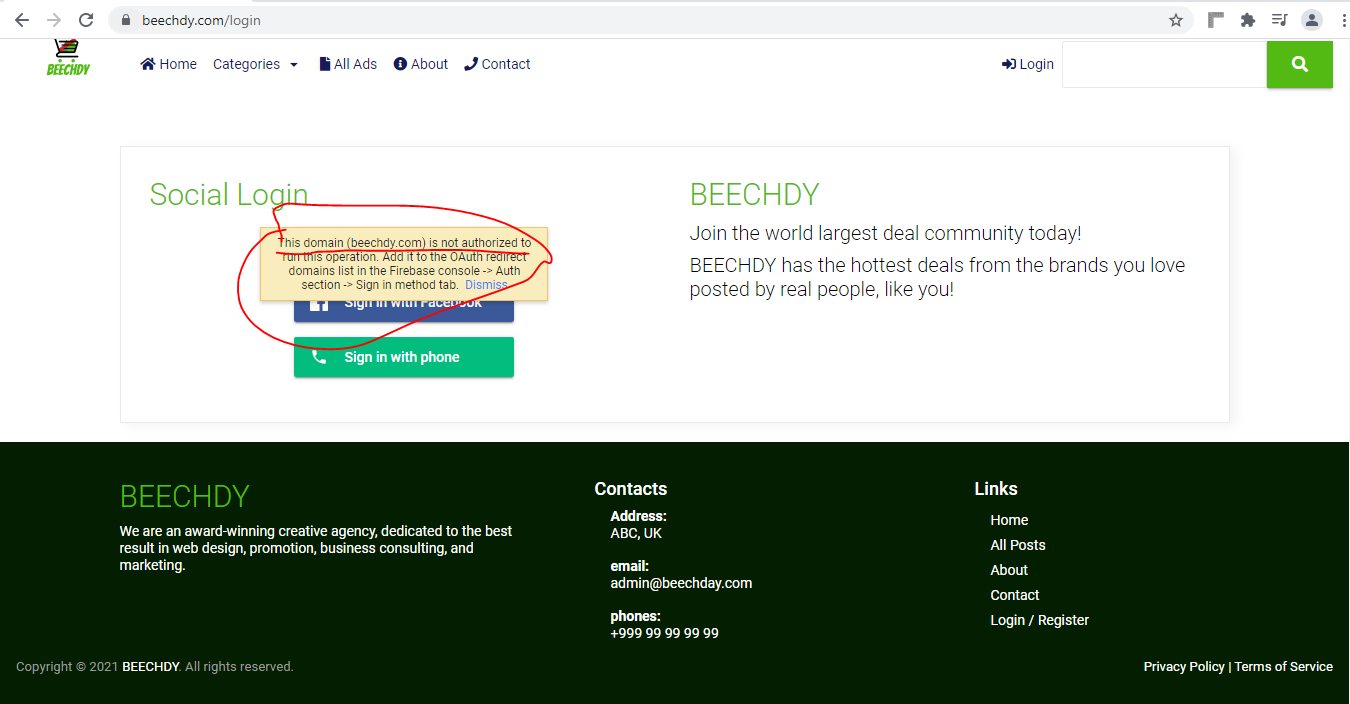 beechdy.com/login
BEECHDY
Home Categories All Ads About Contact Login
Social Login
This domain (beechdy.com) is not authorized to
run this operation. Add it to the OAuth redirect
domains list in the Firebase console -> Auth
section -> Sign in method tab. Dismiss
Sign in with Facebook
Sign in with phone
BEECHDY
Join the world largest deal community today!
BEECHDY has the hottest deals from the brands you love
posted by real people, like you!
BEECHDY
We are an award-winning creative agency, dedicated to the best
result in web design, promotion, business consulting, and
marketing.
Contacts
Address:
ABC, UK
email:
admin@beechday.com
phones:
+999 99 99 99 99
Links
Home
All Posts
About
Contact
Login / Register
Copyright © 2021 BEECHDY. All rights reserved.
Privacy Policy | Terms of Service